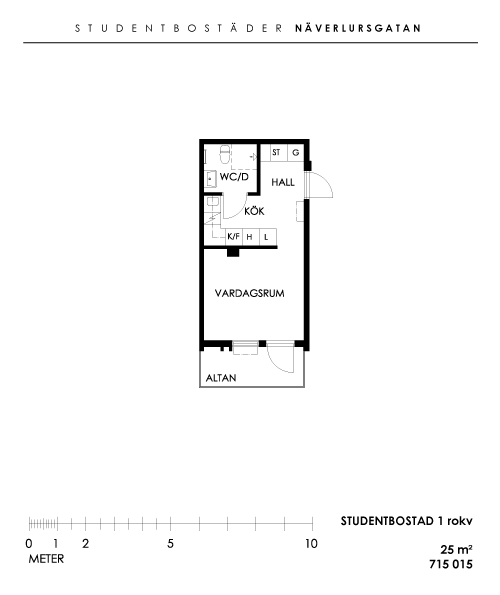 STUDENTBOSTÄDER NÄVERLURSGATAN
ST G
WC/D
HALL
KÖK
K/F H L
VARDAGSRUM
ALTAN
0 1 2 5 10
METER
STUDENTBOSTAD 1 rokv
25 m²
715 015